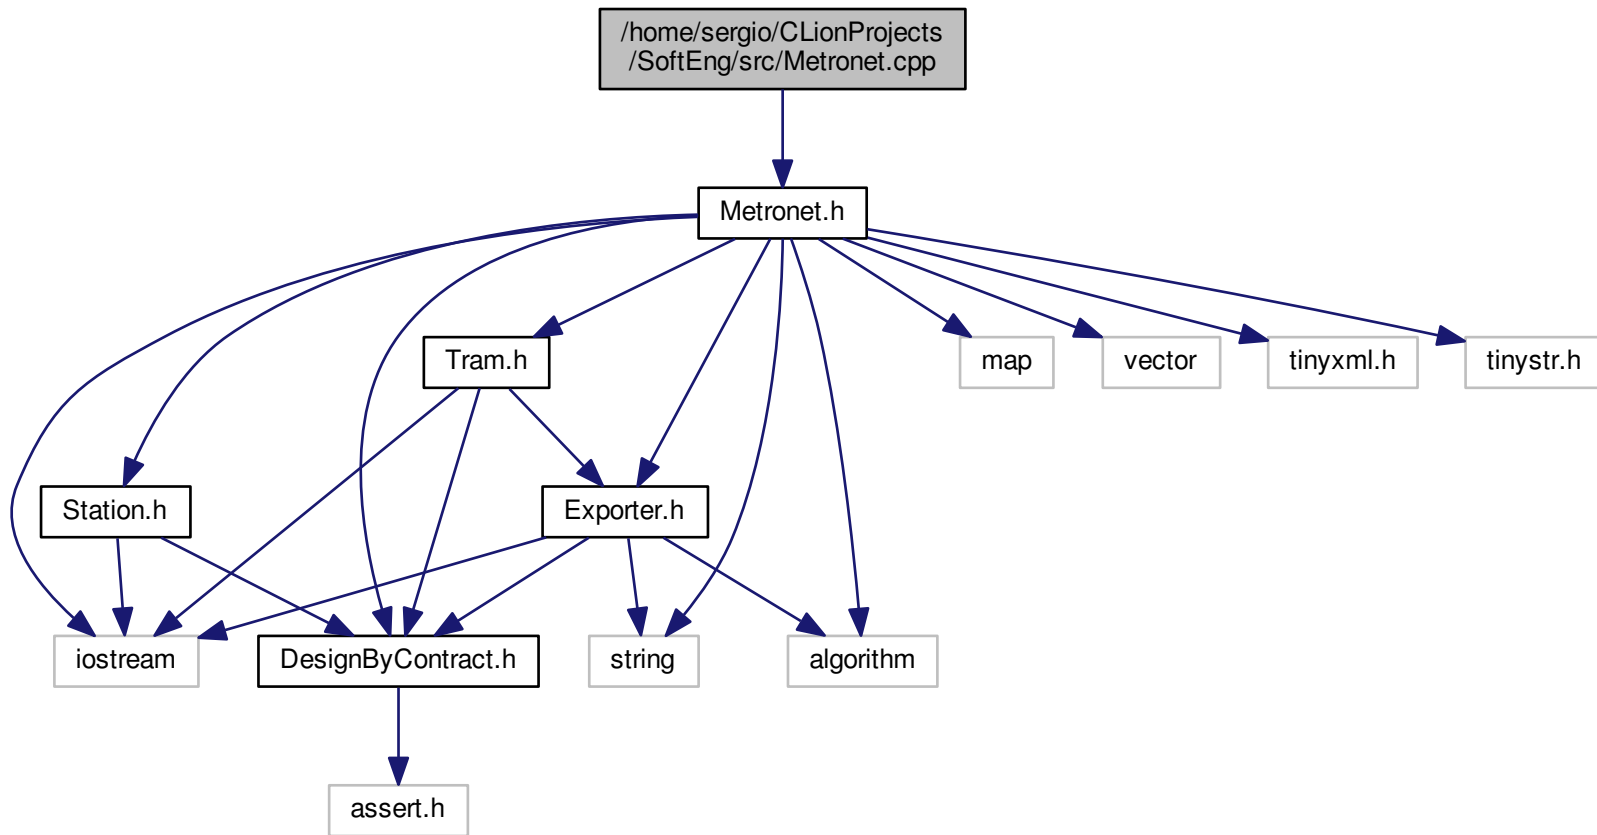 /home/sergio/CLionProjects
/SoftEng/src/Metronet.cpp
Metronet.h
Tram.h
map
vector
tinyxml.h
tinystr.h
Station.h
Exporter.h
iostream
DesignByContract.h
string
algorithm
assert.h